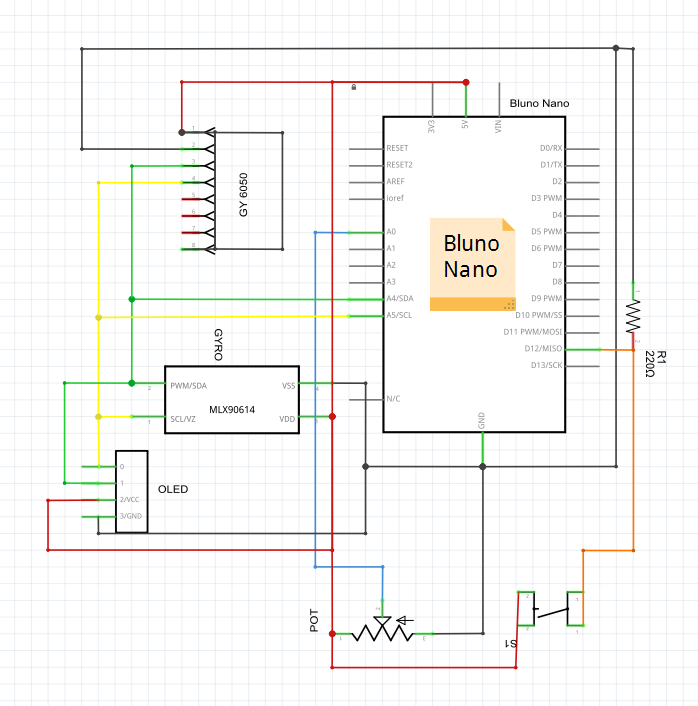 Bluno Nano
3V3
5V
VIN
RESET
RESET2
AREF
ioref
A0
A1
A2
A3
A4/SDA
A5/SCL
N/C
D0/RX
D1/TX
D2
D3 PWM
D4
D5 PWM
D6 PWM
D7
D8
D9 PWM
D10 PWM/SS
D11 PWM/MOSI
D12/MISO
D13/SCK
GND
Bluno
Nano
1
2
3
4
5
6
7
8
GY 6050
GYRO
PWM/SDA
SCL/VZ
VSS
VDD
MLX90614
2
1
0
1
2/VCC
3/GND
OLED
R1
220Ω
POT
S1